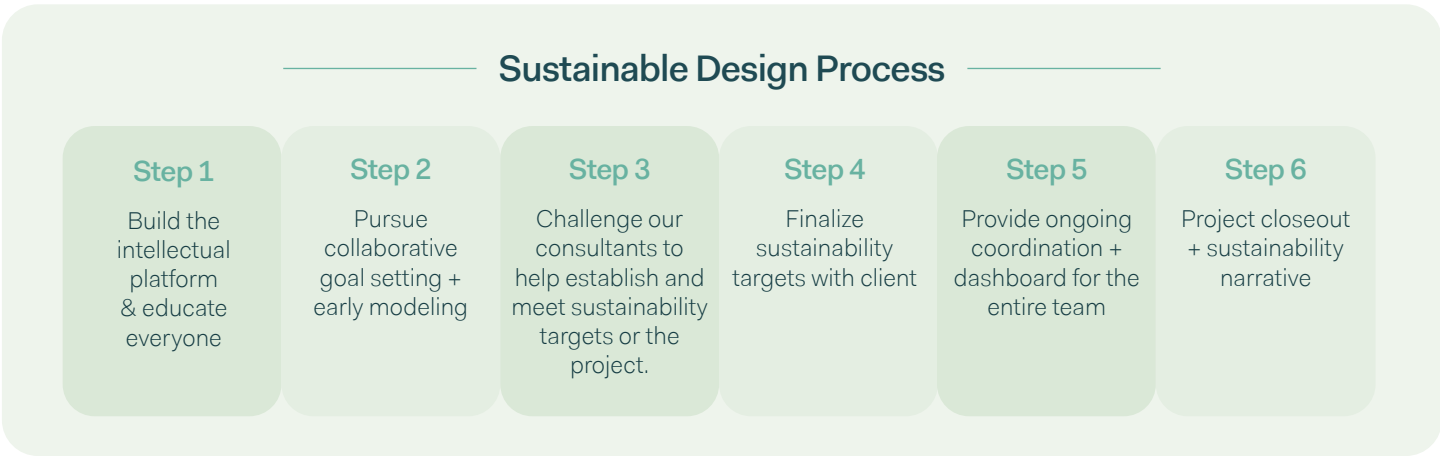 Sustainable Design Process
Step 1
Build the
intellectual
platform
& educate
everyone
Step 2
Pursue
collaborative
goal setting +
early modeling
Step 3
Challenge our
consultants to
help establish and
meet sustainability
targets or the
project.
Step 4
Finalize
sustainability
targets with client
Step 5
Provide ongoing
coordination +
dashboard for the
entire team
Step 6
Project closeout
+ sustainability
narrative